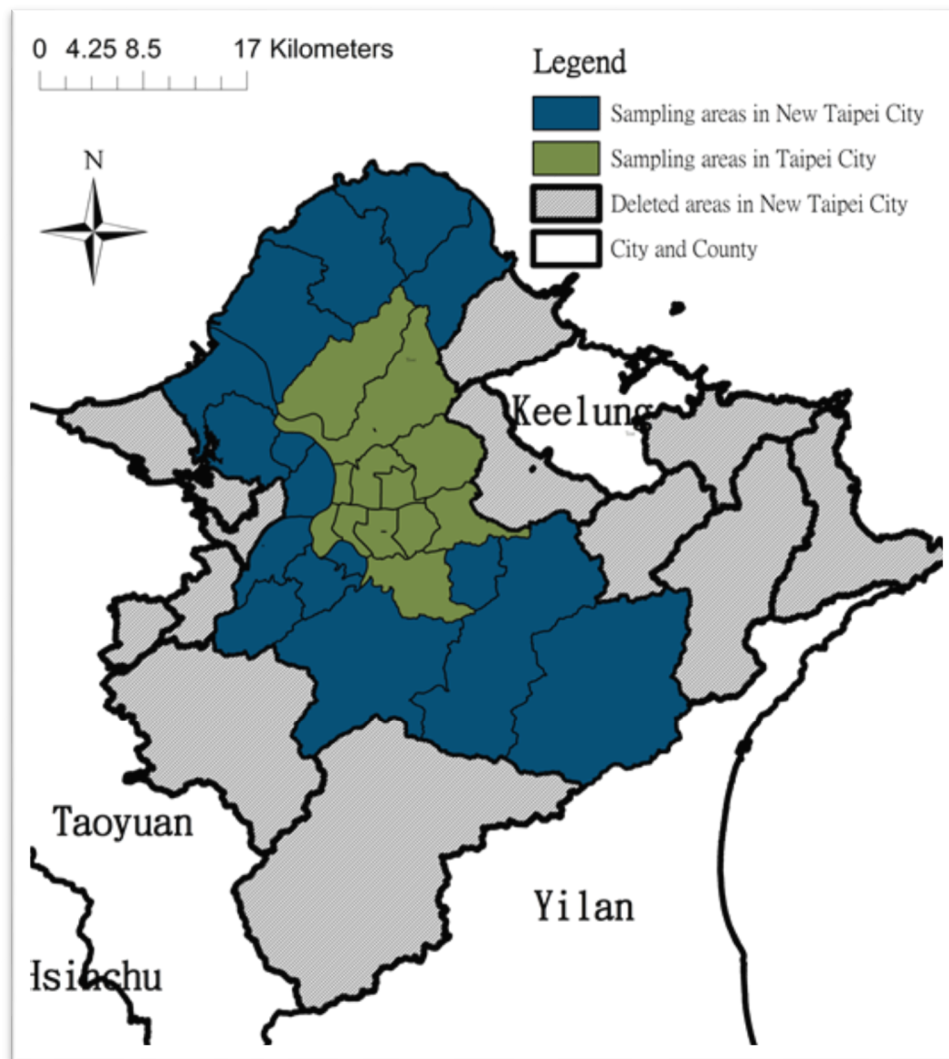 0 4.25 8.5 17 Kilometers
Legend
Sampling areas in New Taipei City
Sampling areas in Taipei City
Deleted areas in New Taipei City
City and County
N
Keelung
Taoyuan
Yilan
Hsinchu